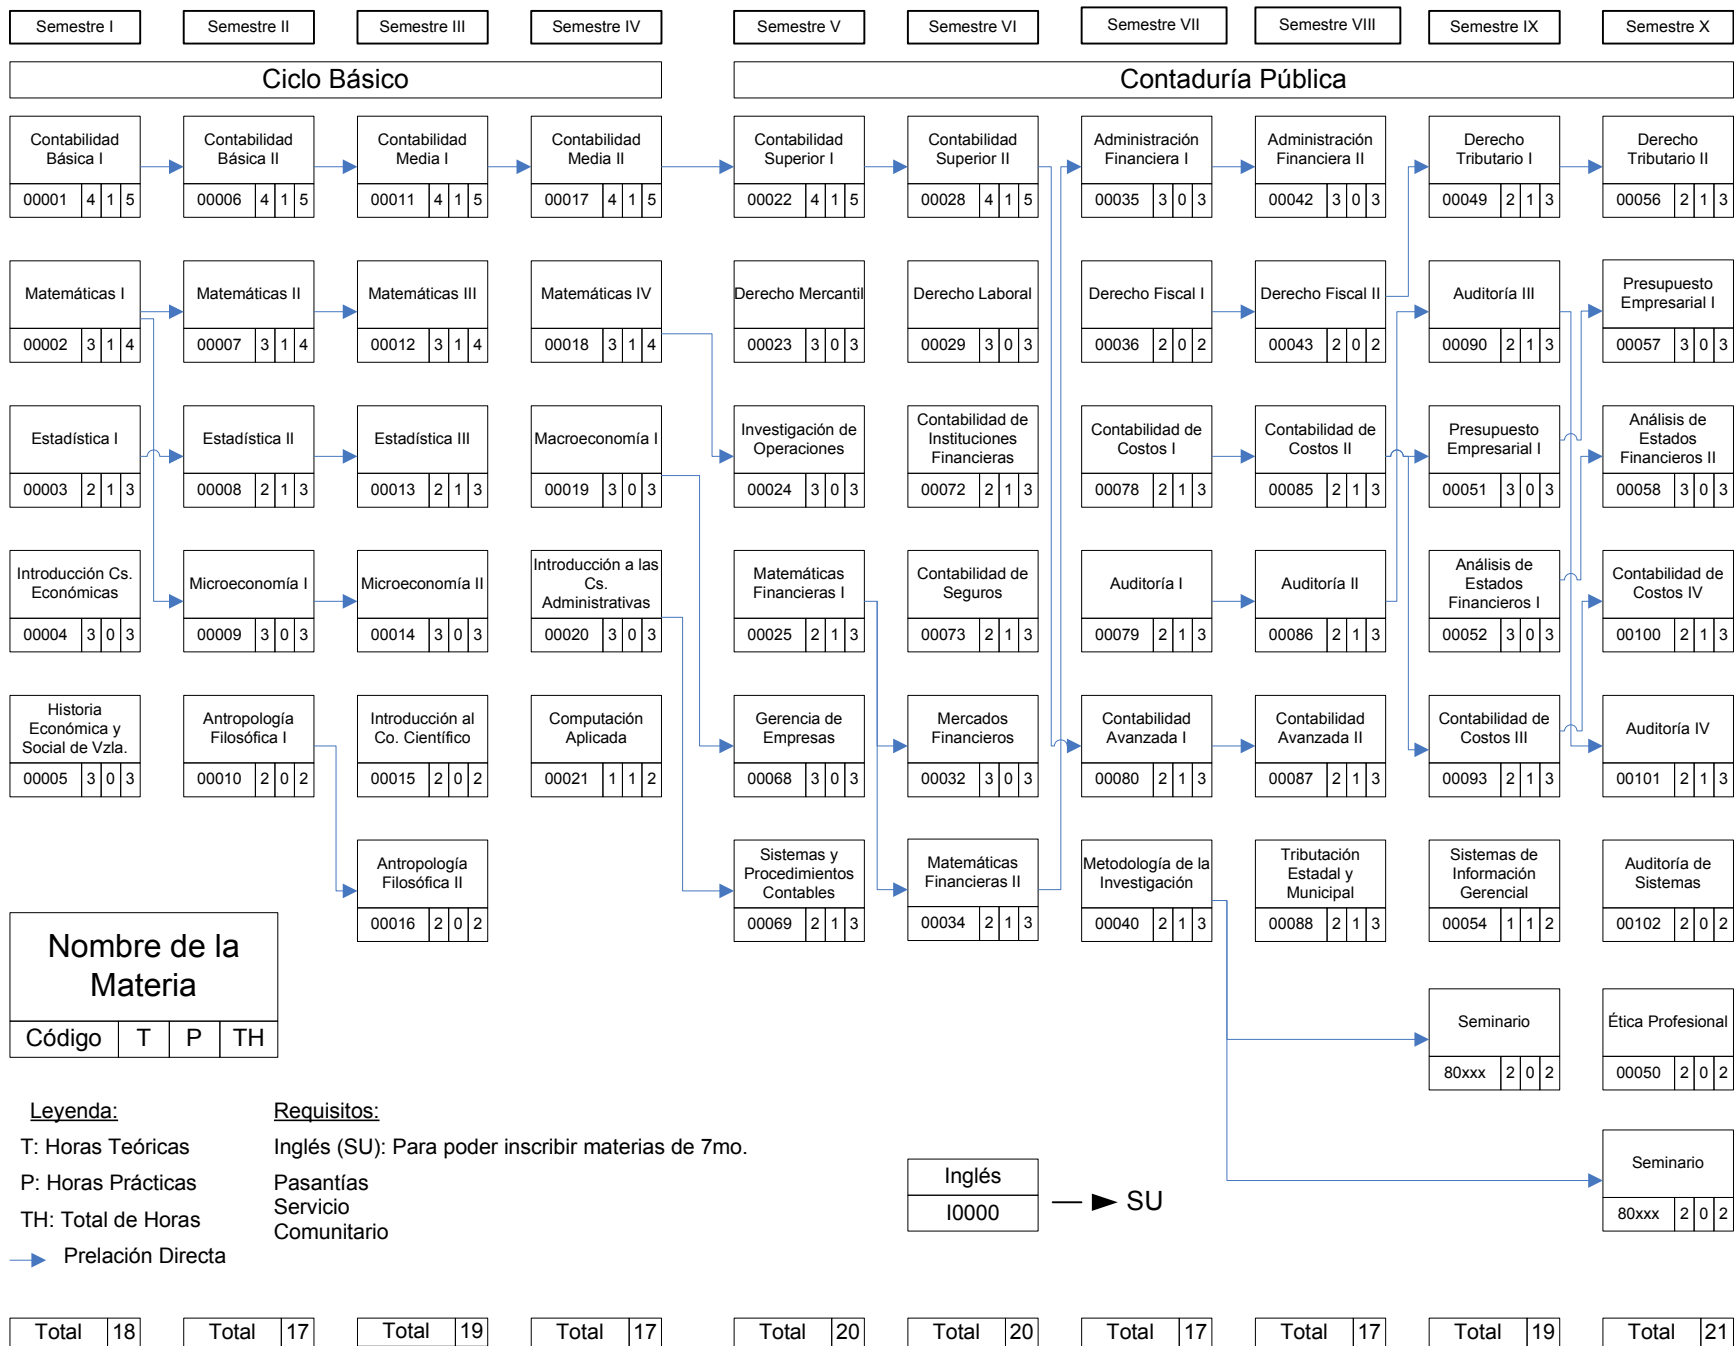 Semestre I
Semestre II
Semestre III
Semestre IV
Semestre V
Semestre VI
Semestre VII
Semestre VIII
Semestre IX
Semestre X
Ciclo Básico
Contaduría Pública
Contabilidad
Básica I
00001 4 1 5
Contabilidad
Básica II
00006 4 1 5
Contabilidad
Media I
00011 4 1 5
Contabilidad
Media II
00017 4 1 5
Contabilidad
Superior I
00022 4 1 5
Contabilidad
Superior II
00028 4 1 5
Administración
Financiera I
00035 3 0 3
Administración
Financiera II
00042 3 0 3
Derecho
Tributario I
00049 2 1 3
Derecho
Tributario II
00056 2 1 3
Matemáticas I
00002 3 1 4
Matemáticas II
00007 3 1 4
Matemáticas III
00012 3 1 4
Matemáticas IV
00018 3 1 4
Derecho Mercantil
00023 3 0 3
Derecho Laboral
00029 3 0 3
Derecho Fiscal I
00036 2 0 2
Derecho Fiscal II
00043 2 0 2
Auditoría III
00090 2 1 3
Presupuesto
Empresarial I
00057 3 0 3
Estadística I
00003 2 1 3
Estadística II
00008 2 1 3
Estadística III
00013 2 1 3
Macroeconomía I
00019 3 0 3
Investigación de
Operaciones
00024 3 0 3
Contabilidad de
Instituciones
Financieras
00072 2 1 3
Contabilidad de
Costos I
00078 2 1 3
Contabilidad de
Costos II
00085 2 1 3
Presupuesto
Empresarial I
00051 3 0 3
Análisis de
Estados
Financieros II
00058 3 0 3
Introducción Cs.
Económicas
00004 3 0 3
Microeconomía I
00009 3 0 3
Microeconomía II
00014 3 0 3
Introducción a las
Cs.
Administrativas
00020 3 0 3
Matemáticas
Financieras I
00025 2 1 3
Contabilidad de
Seguros
00073 2 1 3
Auditoría I
00079 2 1 3
Auditoría II
00086 2 1 3
Análisis de
Estados
Financieros I
00052 3 0 3
Contabilidad de
Costos IV
00100 2 1 3
Historia
Económica y
Social de Vzla.
00005 3 0 3
Antropología
Filosófica I
00010 2 0 2
Introducción al
Co. Científico
00015 2 0 2
Computación
Aplicada
00021 1 1 2
Gerencia de
Empresas
00068 3 0 3
Mercados
Financieros
00032 3 0 3
Contabilidad
Avanzada I
00080 2 1 3
Contabilidad
Avanzada II
00087 2 1 3
Contabilidad de
Costos III
00093 2 1 3
Auditoría IV
00101 2 1 3
Antropología
Filosófica II
00016 2 0 2
Sistemas y
Procedimientos
Contables
00069 2 1 3
Matemáticas
Financieras II
00034 2 1 3
Metodología de la
Investigación
00040 2 1 3
Tributación
Estadal y
Municipal
00088 2 1 3
Sistemas de
Información
Gerencial
00054 1 1 2
Auditoría de
Sistemas
00102 2 0 2
Nombre de la
Materia
Código T P TH
Seminario
80xxx 2 0 2
Ética Profesional
00050 2 0 2
Leyenda:
T: Horas Teóricas
P: Horas Prácticas
TH: Total de Horas
Prelación Directa
Requisitos:
Inglés (SU): Para poder inscribir materias de 7mo.
Pasantías
Servicio
Comunitario
Inglés
I0000
SU
Seminario
80xxx 2 0 2
Total 18
Total 17
Total 19
Total 17
Total 20
Total 20
Total 17
Total 17
Total 19
Total 21